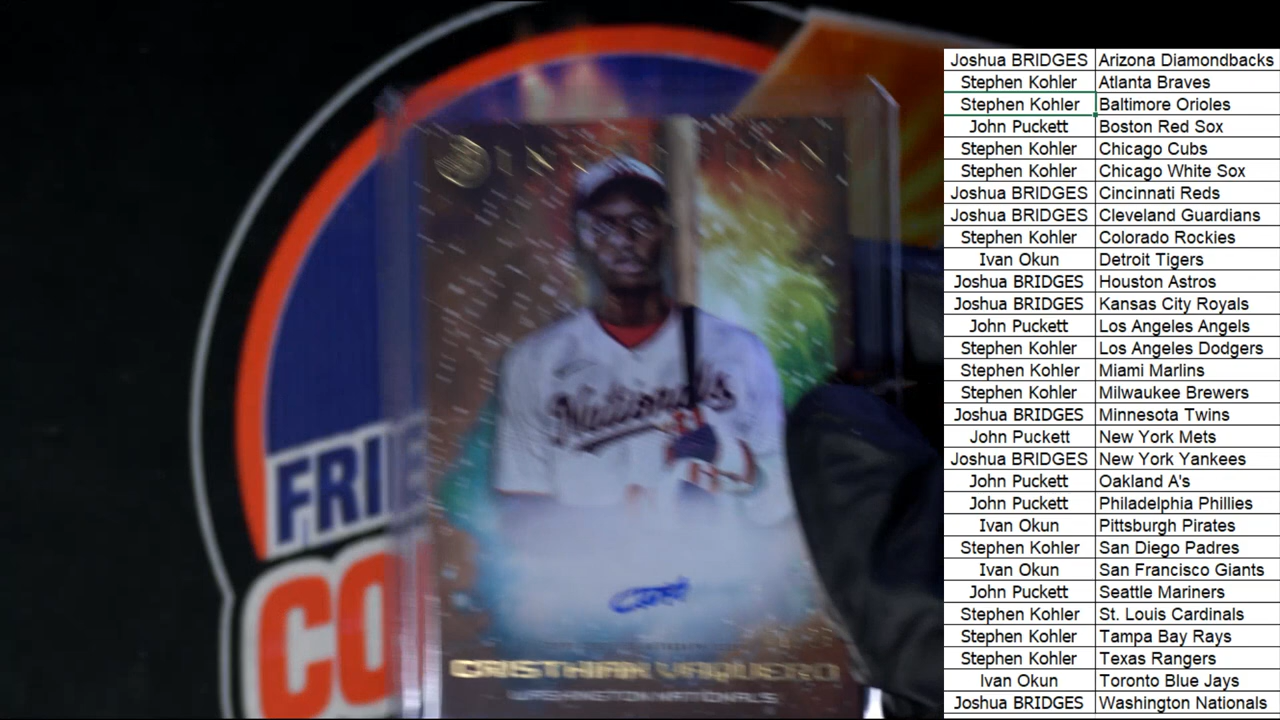 FRI
CO
Nationals
CRISTHIAN VAQUERO
WASHINGTON NATIONALS
Joshua BRIDGES Arizona Diamondbacks
Stephen Kohler Atlanta Braves
Stephen Kohler Baltimore Orioles
John Puckett Boston Red Sox
Stephen Kohler Chicago Cubs
Stephen Kohler Chicago White Sox
Joshua BRIDGES Cincinnati Reds
Joshua BRIDGES Cleveland Guardians
Stephen Kohler Colorado Rockies
Ivan Okun Detroit Tigers
Joshua BRIDGES Houston Astros
Joshua BRIDGES Kansas City Royals
John Puckett Los Angeles Angels
Stephen Kohler Los Angeles Dodgers
Stephen Kohler Miami Marlins
Stephen Kohler Milwaukee Brewers
Joshua BRIDGES Minnesota Twins
John Puckett New York Mets
Joshua BRIDGES New York Yankees
John Puckett Oakland A's
John Puckett Philadelphia Phillies
Ivan Okun Pittsburgh Pirates
Stephen Kohler San Diego Padres
Ivan Okun San Francisco Giants
John Puckett Seattle Mariners
Stephen Kohler St. Louis Cardinals
Stephen Kohler Tampa Bay Rays
Stephen Kohler Texas Rangers
Ivan Okun Toronto Blue Jays
Joshua BRIDGES Washington Nationals